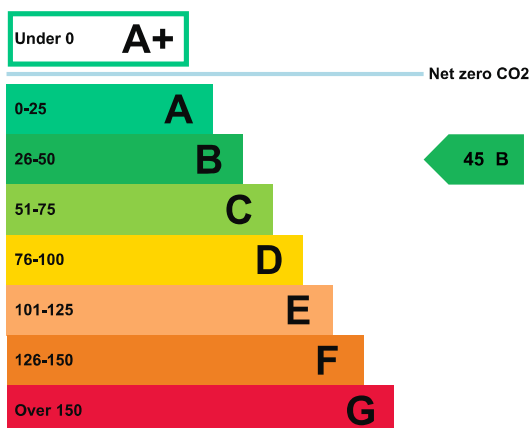 Under 0 A+
Net zero CO2
0-25 A
26-50 B
45 B
51-75 C
76-100 D
101-125 E
126-150 F
Over 150 G